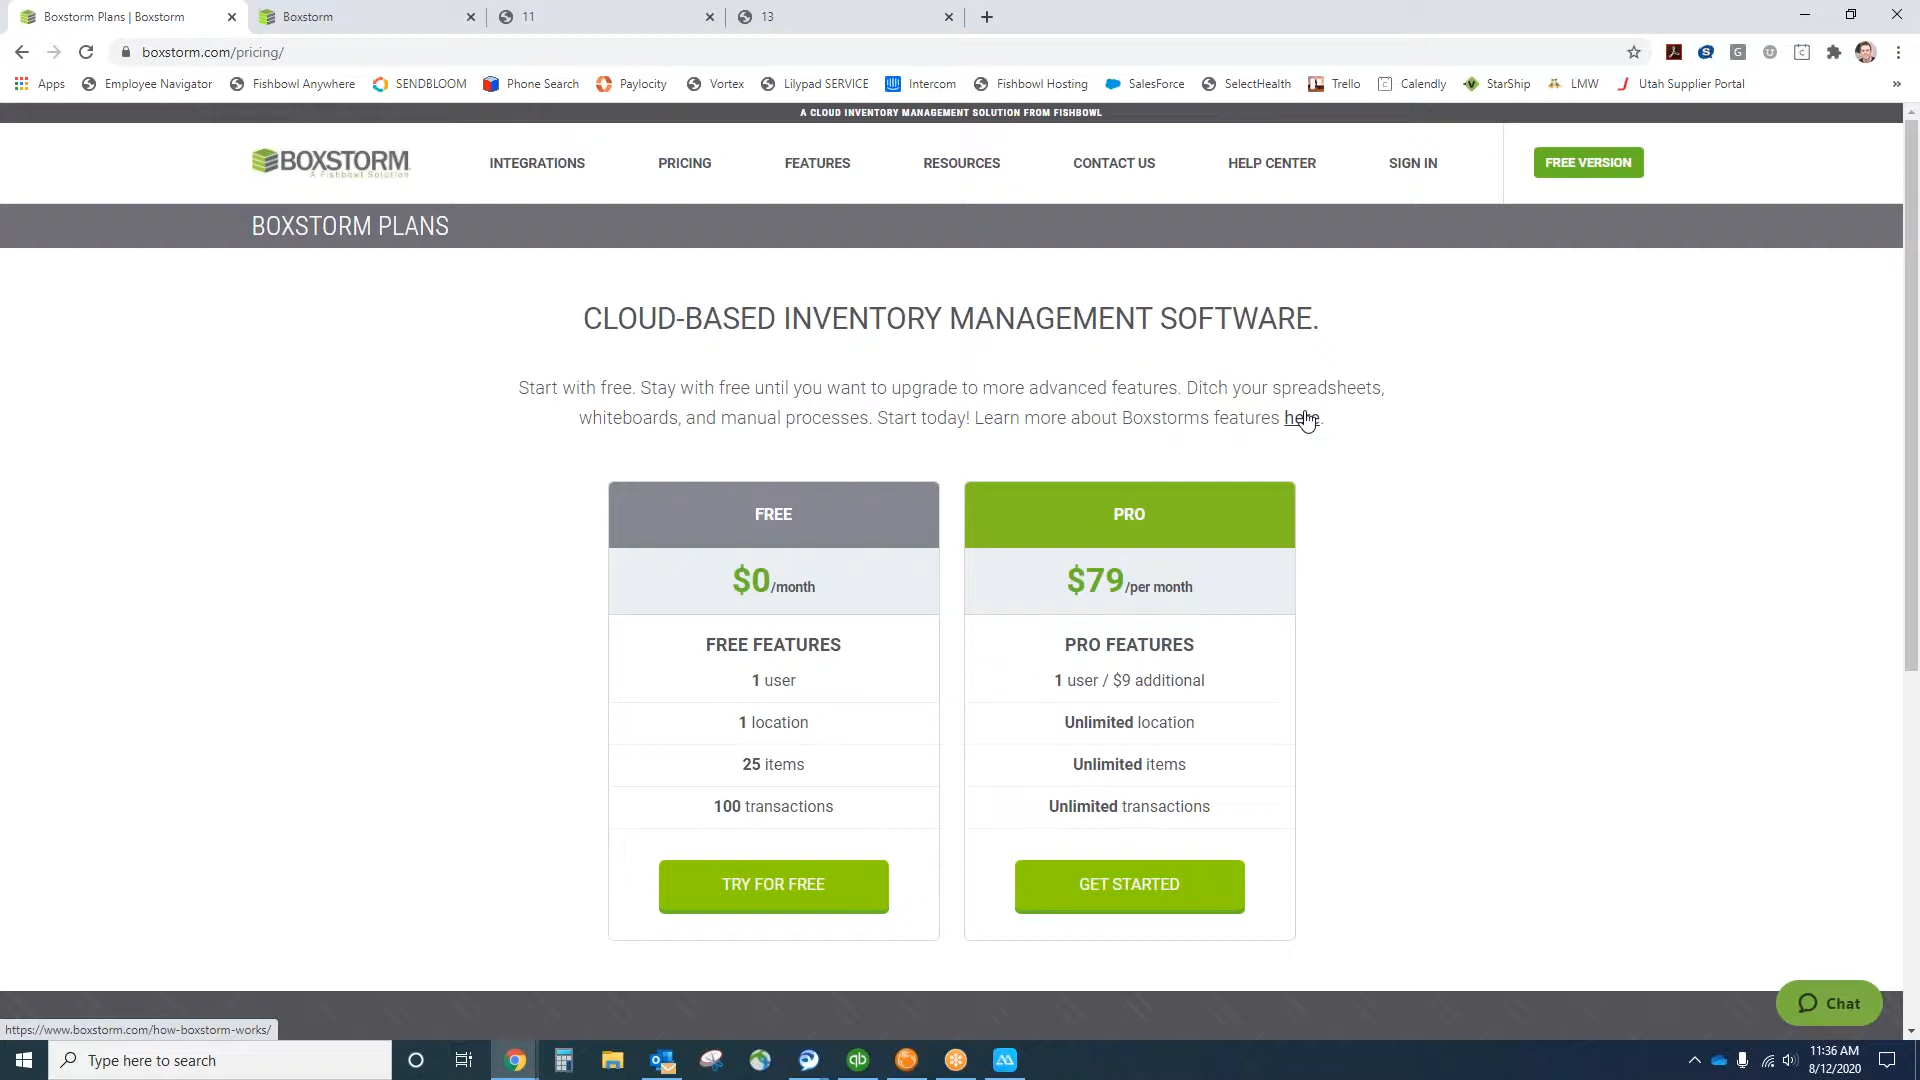 Boxstorm Plans | Boxstorm
Boxstorm
11
13
boxstorm.com/pricing/
Apps
Employee Navigator
Fishbowl Anywhere
SENDBLOOM
Phone Search
Paylocity
Vortex
Lilypad SERVICE
Intercom
Fishbowl Hosting
SalesForce
SelectHealth
Trello
Calendly
StarShip
LMW
Utah Supplier Portal
A CLOUD INVENTORY MANAGEMENT SOLUTION FROM FISHBOWL
BOXSTORM
A Fishbowl Solution
INTEGRATIONS
PRICING
FEATURES
RESOURCES
CONTACT US
HELP CENTER
SIGN IN
FREE VERSION
BOXSTORM PLANS
CLOUD-BASED INVENTORY MANAGEMENT SOFTWARE.
Start with free. Stay with free until you want to upgrade to more advanced features. Ditch your spreadsheets,
whiteboards, and manual processes. Start today! Learn more about Boxstorms features here.
FREE
$0/month
FREE FEATURES
1 user
1 location
25 items
100 transactions
TRY FOR FREE
PRO
$79/per month
PRO FEATURES
1 user / $9 additional
Unlimited location
Unlimited items
Unlimited transactions
GET STARTED
Chat
https://www.boxstorm.com/how-boxstorm-works/
Type here to search
11:36 AM
8/12/2020